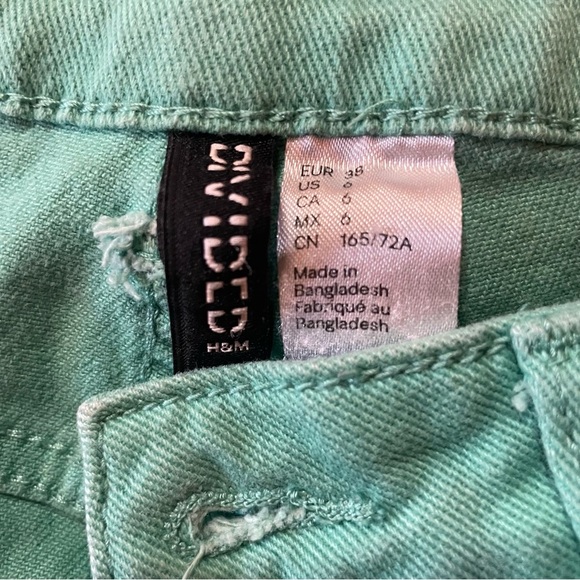 DIVIDED
H&M
EUR 38
US 6
CA 6
MX 6
CN 165/72A
Made in
Bangladesh
Fabriqué au
Bangladesh